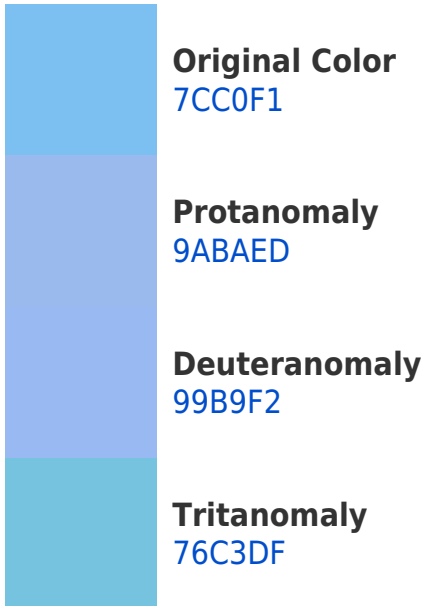 Original Color
7CC0F1
Protanomaly
9ABAED
Deuteranomaly
99B9F2
Tritanomaly
76C3DF